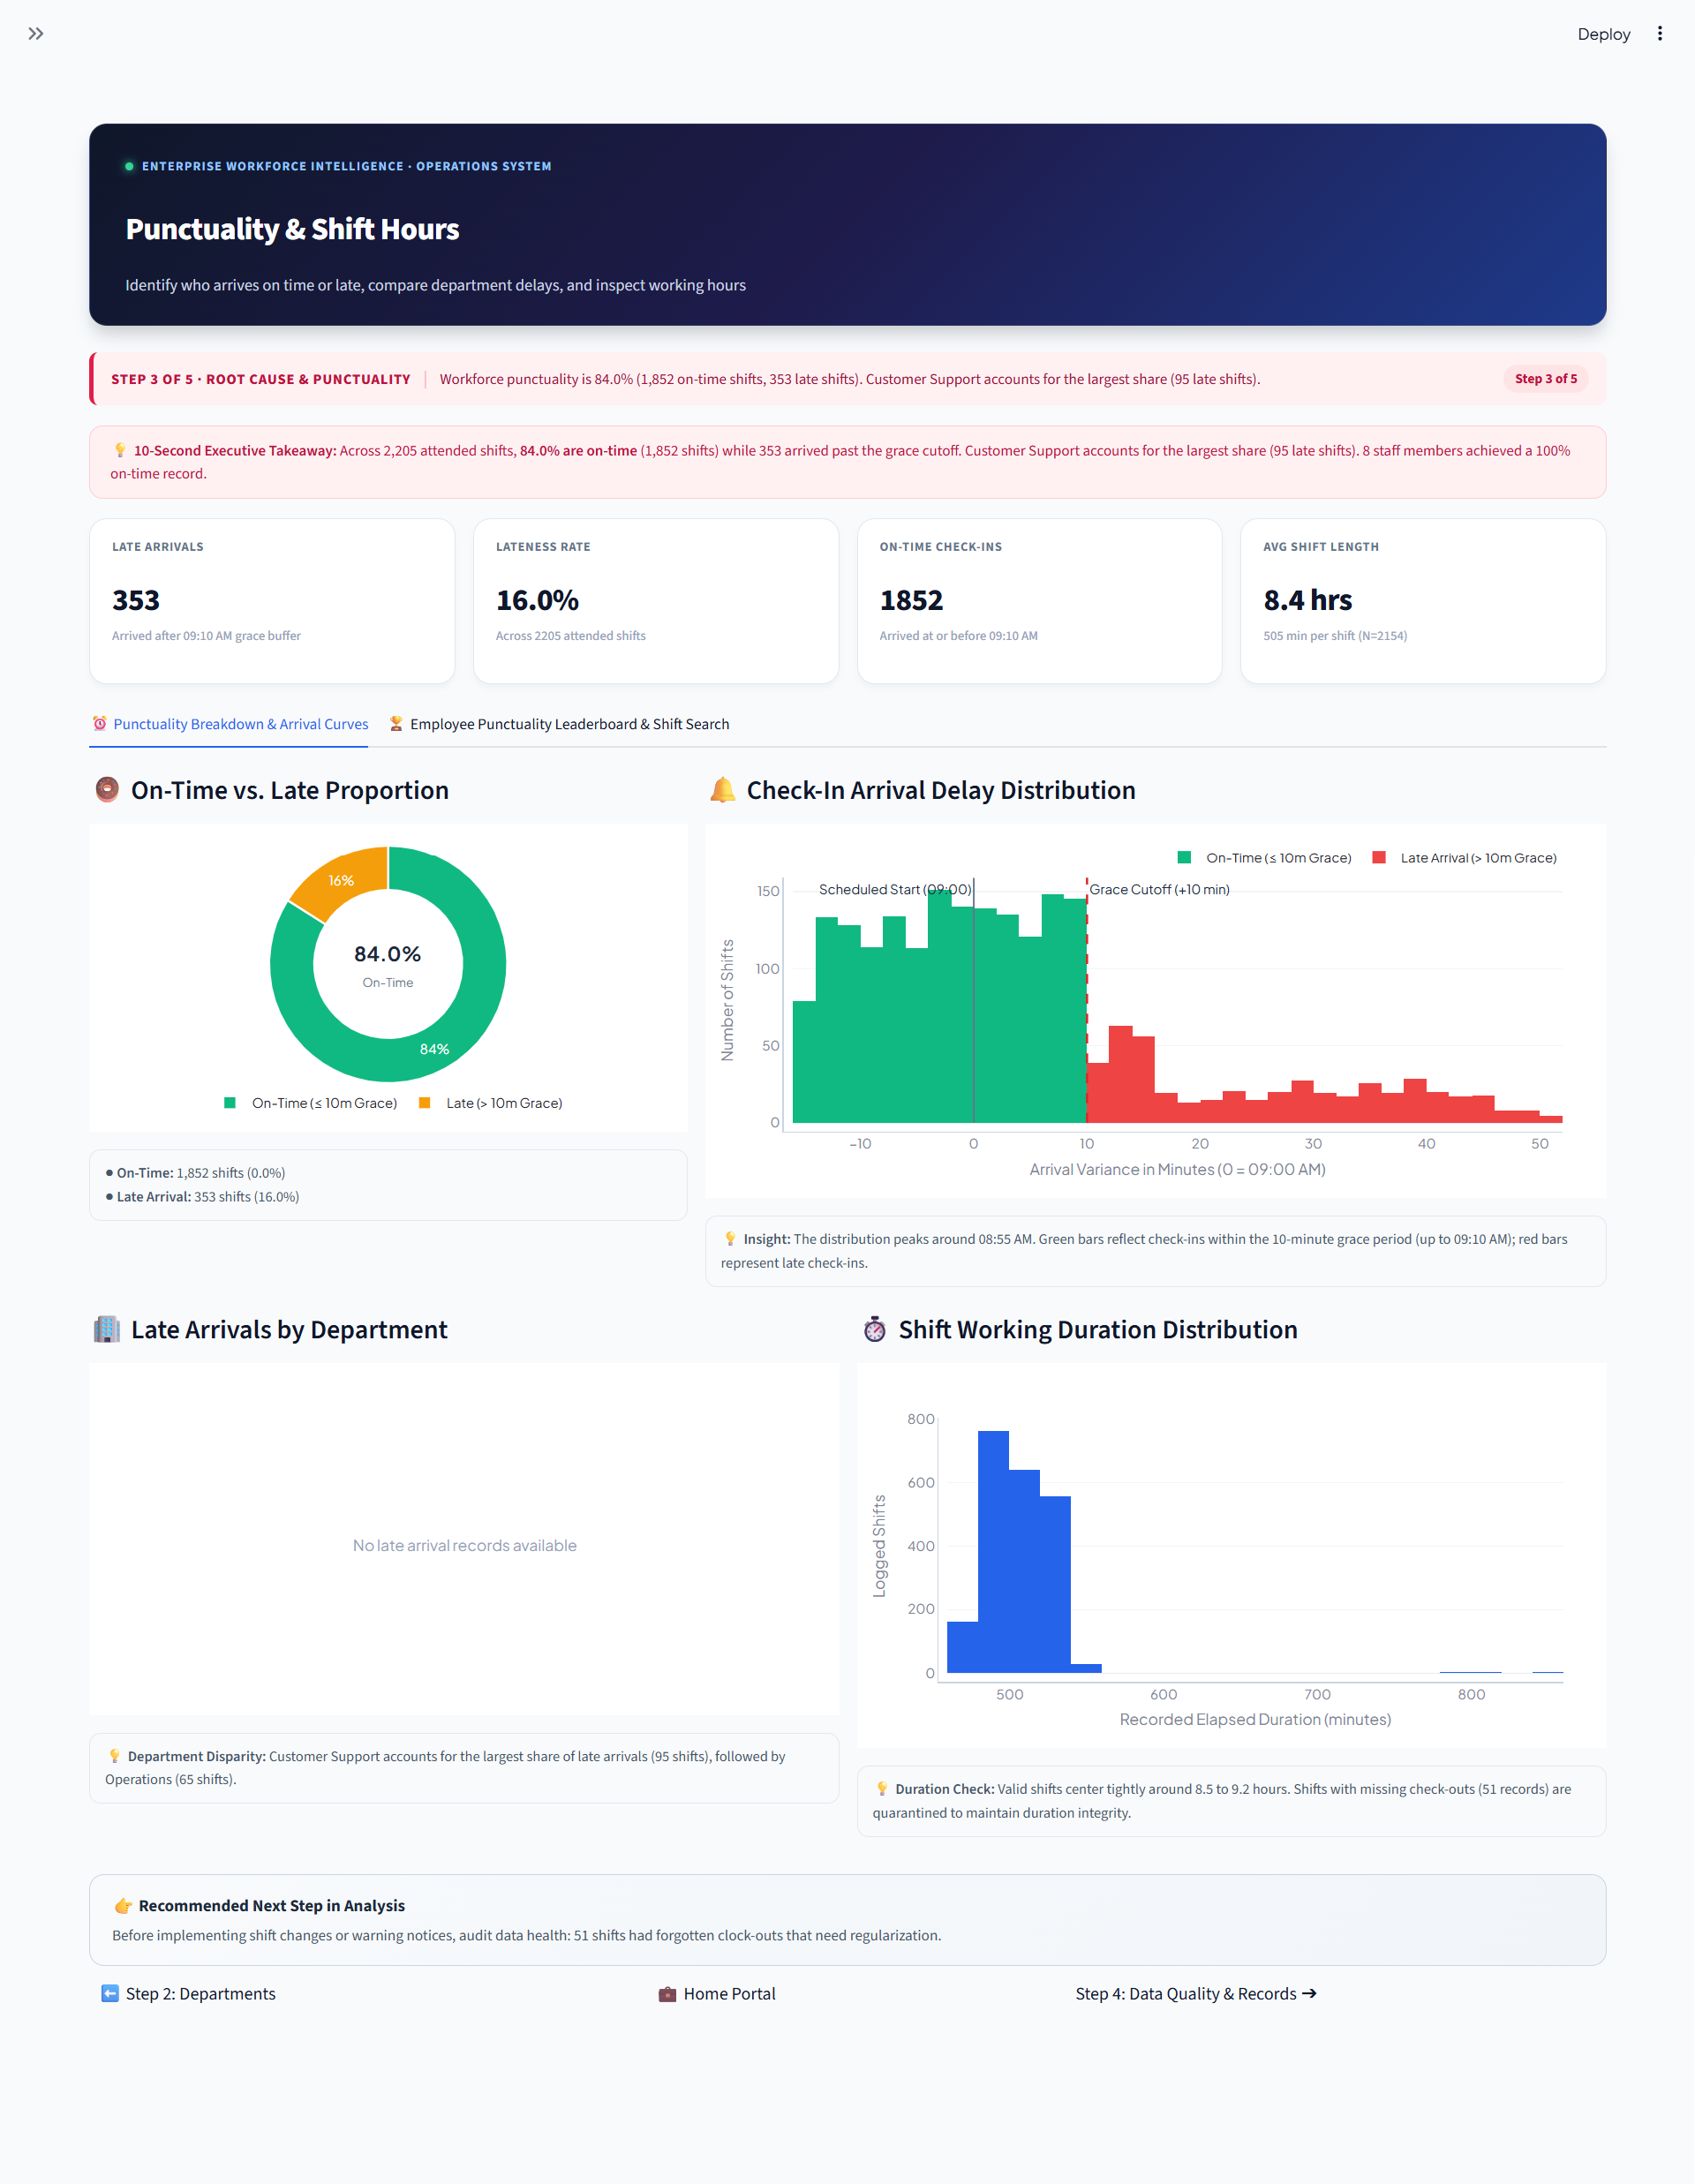 Deploy
ENTERPRISE WORKFORCE INTELLIGENCE · OPERATIONS SYSTEM
Punctuality & Shift Hours
Identify who arrives on time or late, compare department delays, and inspect working hours
STEP 3 OF 5 · ROOT CAUSE & PUNCTUALITY
Workforce punctuality is 84.0% (1,852 on-time shifts, 353 late shifts). Customer Support accounts for the largest share (95 late shifts).
Step 3 of 5
💡 10-Second Executive Takeaway: Across 2,205 attended shifts, 84.0% are on-time (1,852 shifts) while 353 arrived past the grace cutoff. Customer Support accounts for the largest share (95 late shifts). 8 staff members achieved a 100%
on-time record.
LATE ARRIVALS
353
Arrived after 09:10 AM grace buffer
LATENESS RATE
16.0%
Across 2205 attended shifts
ON-TIME CHECK-INS
1852
Arrived at or before 09:10 AM
AVG SHIFT LENGTH
8.4 hrs
505 min per shift (N=2154)
⏰ Punctuality Breakdown & Arrival Curves
🏆 Employee Punctuality Leaderboard & Shift Search
🍩 On-Time vs. Late Proportion
16%
84.0%
On-Time
84%
On-Time (≤ 10m Grace)
Late (> 10m Grace)
● On-Time: 1,852 shifts (0.0%)
● Late Arrival: 353 shifts (16.0%)
🔔 Check-In Arrival Delay Distribution
On-Time (≤ 10m Grace)
Late Arrival (> 10m Grace)
Scheduled Start (09:00)
Grace Cutoff (+10 min)
150
100
50
0
Number of Shifts
−10
0
10
20
30
40
50
Arrival Variance in Minutes (0 = 09:00 AM)
💡 Insight: The distribution peaks around 08:55 AM. Green bars reflect check-ins within the 10-minute grace period (up to 09:10 AM); red bars
represent late check-ins.
🏢 Late Arrivals by Department
No late arrival records available
💡 Department Disparity: Customer Support accounts for the largest share of late arrivals (95 shifts), followed by
Operations (65 shifts).
⏱️ Shift Working Duration Distribution
800
600
400
200
0
Logged Shifts
500
600
700
800
Recorded Elapsed Duration (minutes)
💡 Duration Check: Valid shifts center tightly around 8.5 to 9.2 hours. Shifts with missing check-outs (51 records) are
quarantined to maintain duration integrity.
👉 Recommended Next Step in Analysis
Before implementing shift changes or warning notices, audit data health: 51 shifts had forgotten clock-outs that need regularization.
⬅️ Step 2: Departments
💼 Home Portal
Step 4: Data Quality & Records ➔